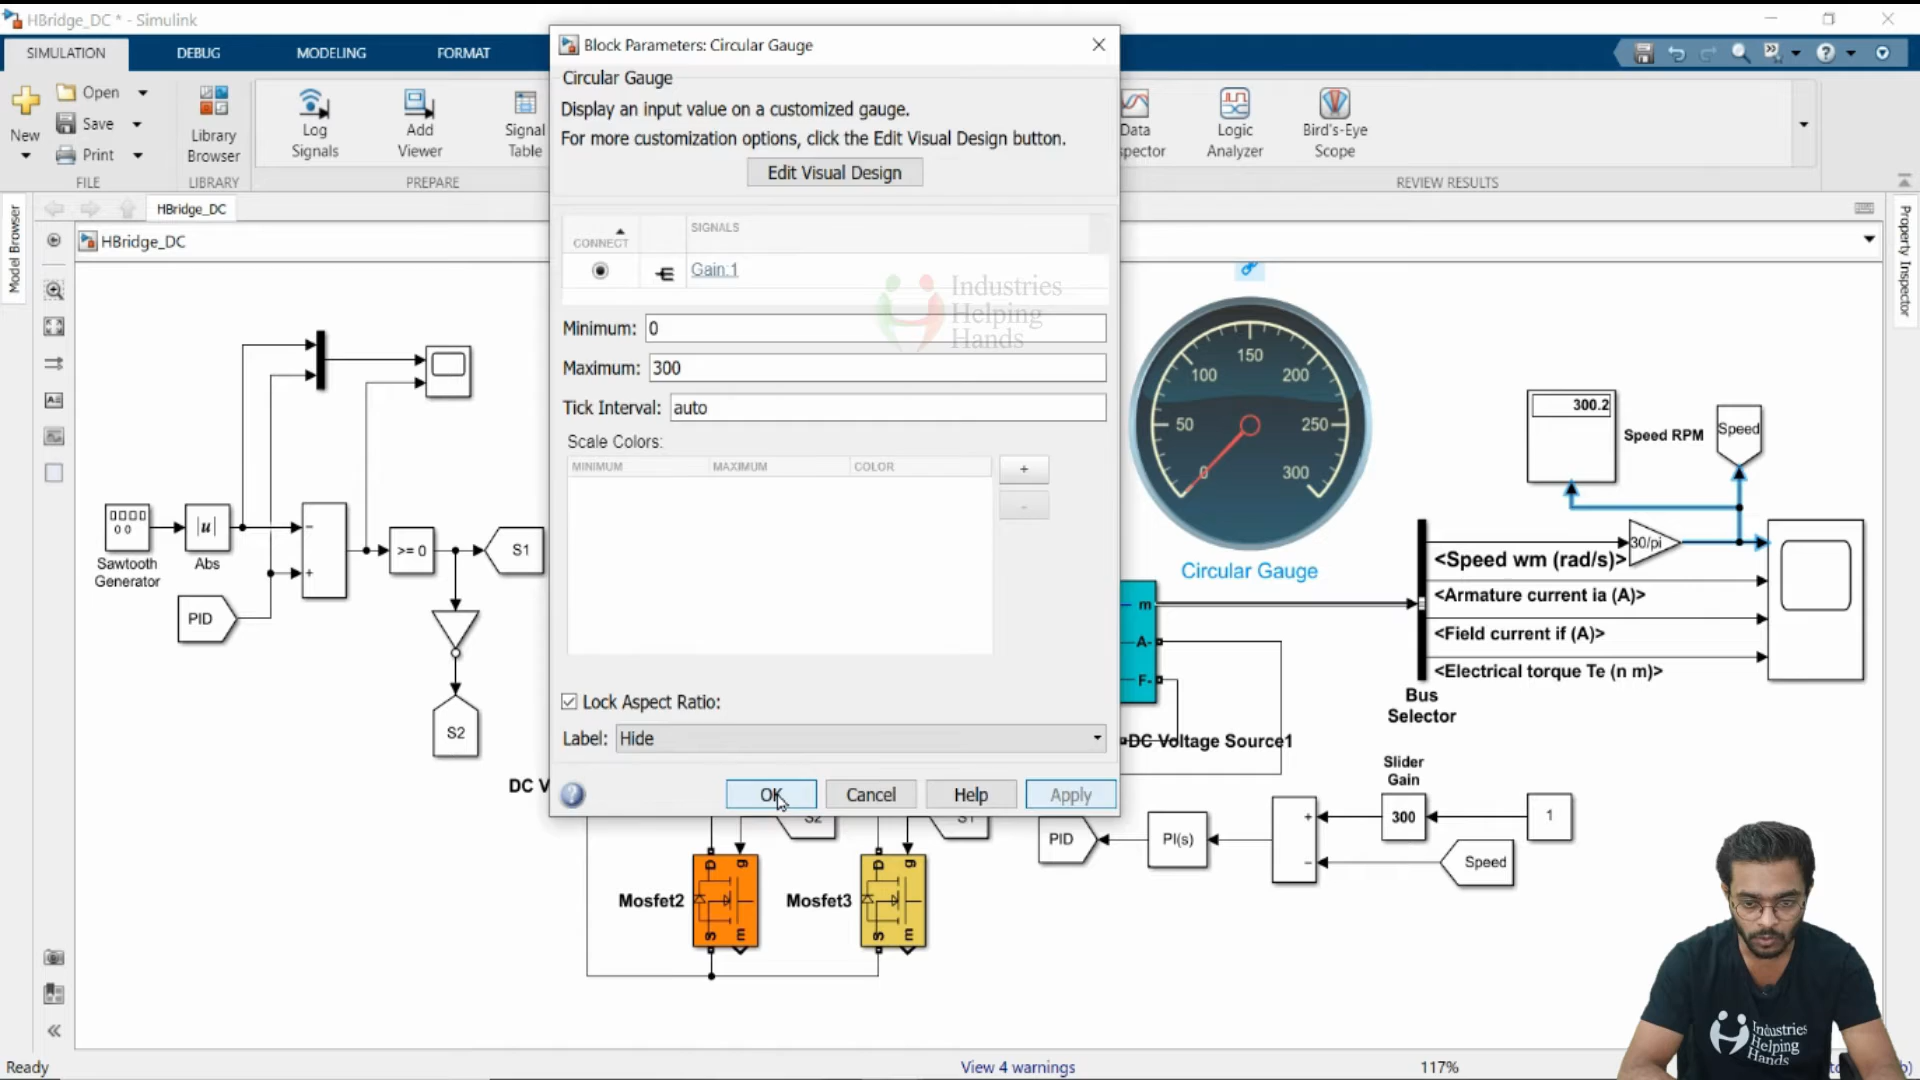 HBridge_DC * - Simulink
SIMULATION
DEBUG
MODELING
FORMAT
New
Open
Save
Print
FILE
Library
Browser
LIBRARY
Log
Signals
Add
Viewer
Signal
Table
PREPARE
Data
spector
Logic
Analyzer
Bird's-Eye
Scope
REVIEW RESULTS
HBridge_DC
HBridge_DC
Model Browser
Property Inspector
Block Parameters: Circular Gauge
Circular Gauge
Display an input value on a customized gauge.
For more customization options, click the Edit Visual Design button.
Edit Visual Design
CONNECT
SIGNALS
Gain:1
Industries
Helping
Hands
Minimum: 0
Maximum: 300
Tick Interval: auto
Scale Colors:
MINIMUM
MAXIMUM
COLOR
+
-
Lock Aspect Ratio:
Label: Hide
OK
Cancel
Help
Apply
0
50
100
150
200
250
300
Circular Gauge
300.2
Speed RPM
Speed
30/pi
<Speed wm (rad/s)>
<Armature current ia (A)>
<Field current if (A)>
<Electrical torque Te (n m)>
Bus
Selector
m
A-
F-
DC Voltage Source1
Sawtooth
Generator
|u|
Abs
PID
-
+
>= 0
S1
S2
DC V
S2
S1
D
g
S
m
Mosfet2
D
g
S
m
Mosfet3
PID
PI(s)
+
-
Slider
Gain
300
1
Speed
Industries
Helping
Hands
Ready
View 4 warnings
117%